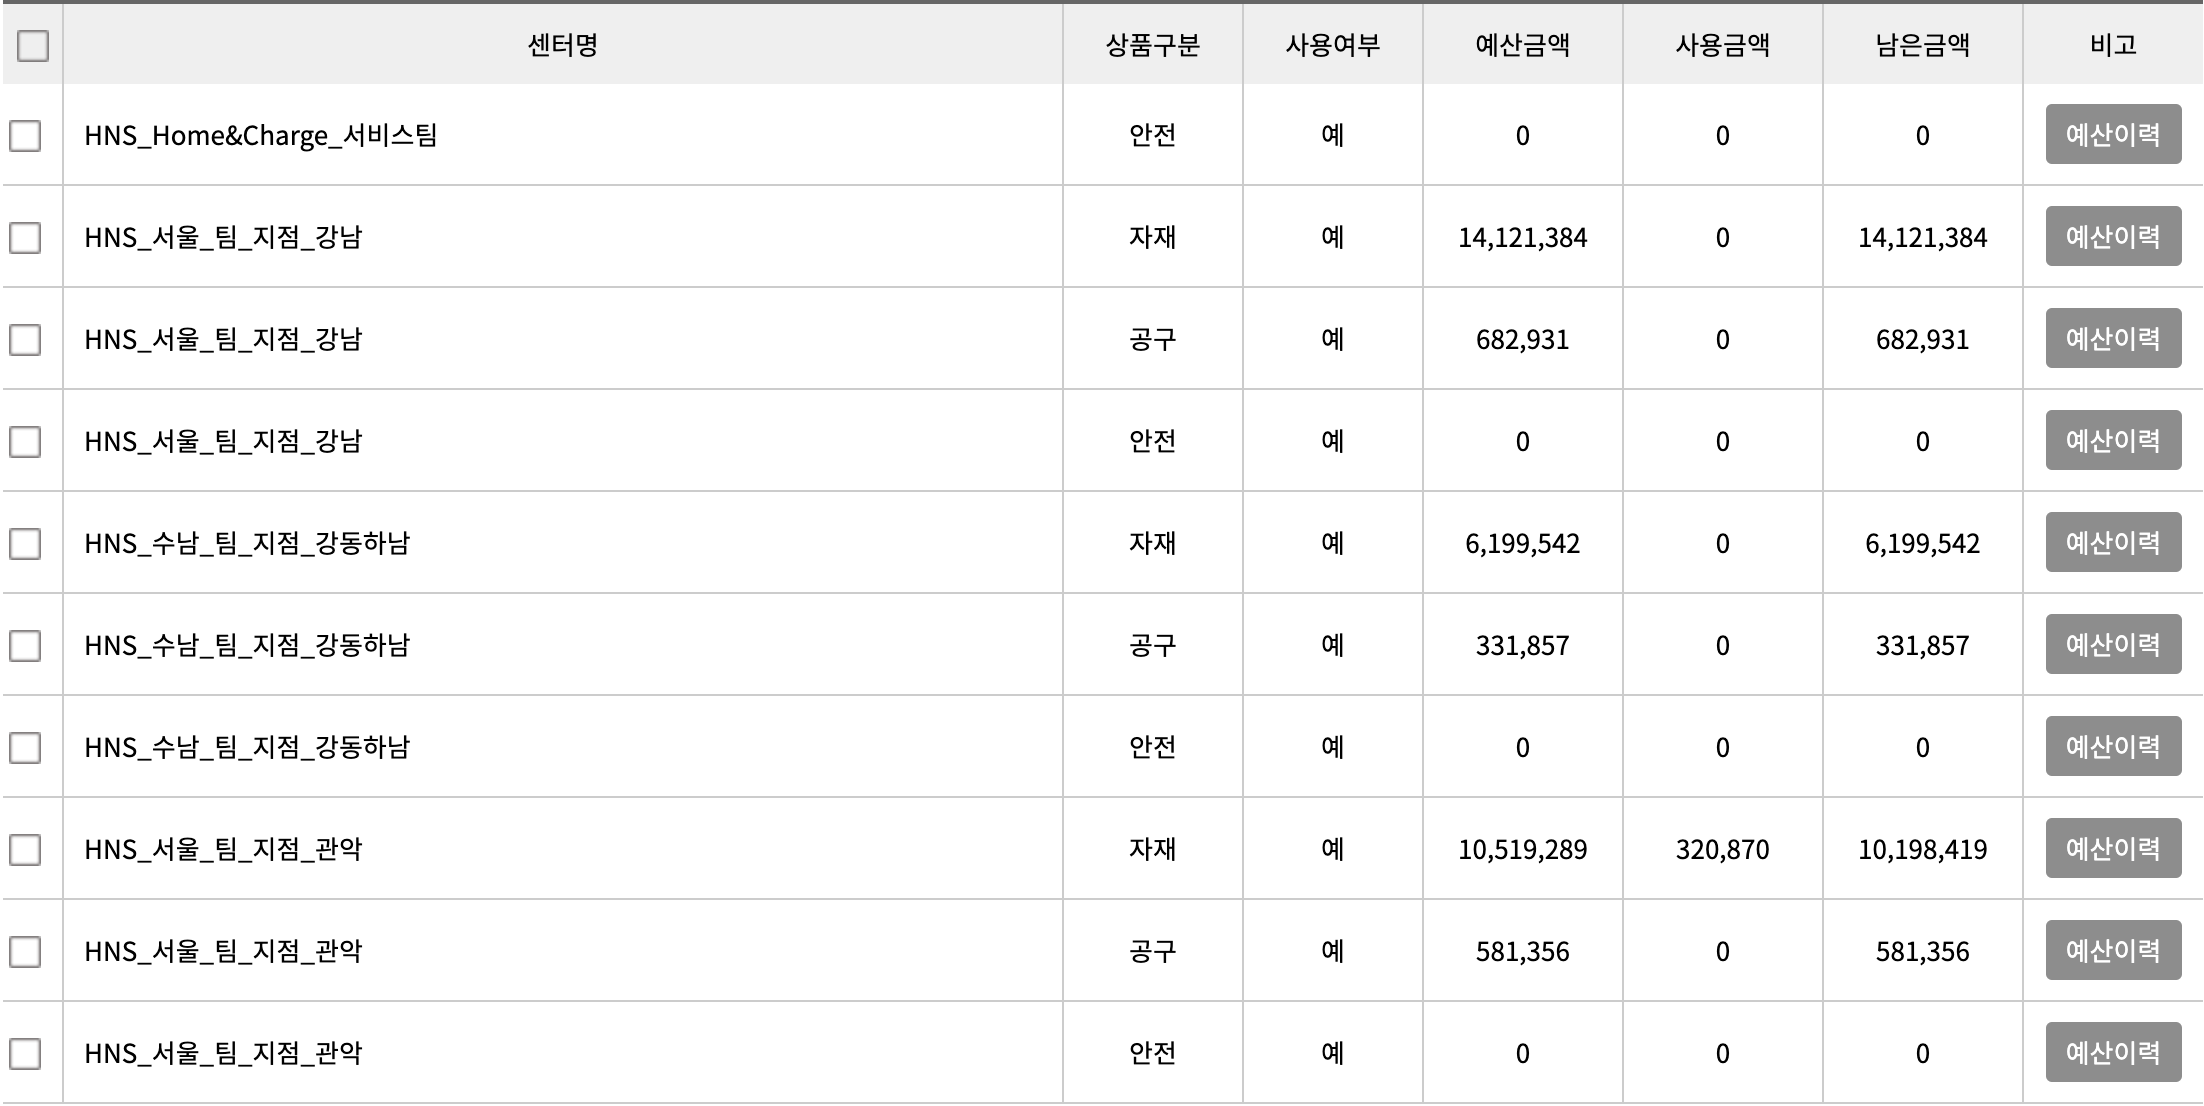 센터명 상품구분 사용여부 예산금액 사용금액 남은금액 비고
HNS_Home&Charge_서비스팀 안전 예 0 0 0 예산이력
HNS_서울_팀_지점_강남 자재 예 14,121,384 0 14,121,384 예산이력
HNS_서울_팀_지점_강남 공구 예 682,931 0 682,931 예산이력
HNS_서울_팀_지점_강남 안전 예 0 0 0 예산이력
HNS_수남_팀_지점_강동하남 자재 예 6,199,542 0 6,199,542 예산이력
HNS_수남_팀_지점_강동하남 공구 예 331,857 0 331,857 예산이력
HNS_수남_팀_지점_강동하남 안전 예 0 0 0 예산이력
HNS_서울_팀_지점_관악 자재 예 10,519,289 320,870 10,198,419 예산이력
HNS_서울_팀_지점_관악 공구 예 581,356 0 581,356 예산이력
HNS_서울_팀_지점_관악 안전 예 0 0 0 예산이력